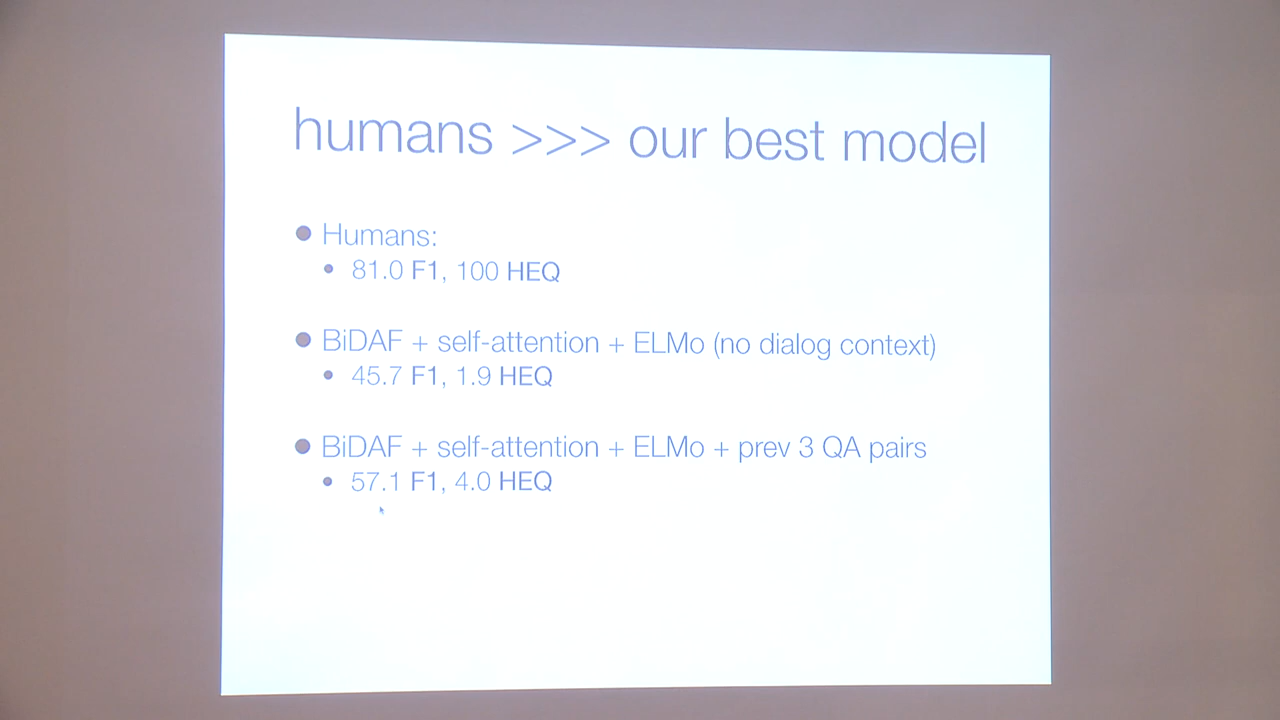 humans >>> our best model
Humans:
81.0 F1, 100 HEQ
BiDAF + self-attention + ELMo (no dialog context)
45.7 F1, 1.9 HEQ
BiDAF + self-attention + ELMo + prev 3 QA pairs
57.1 F1, 4.0 HEQ